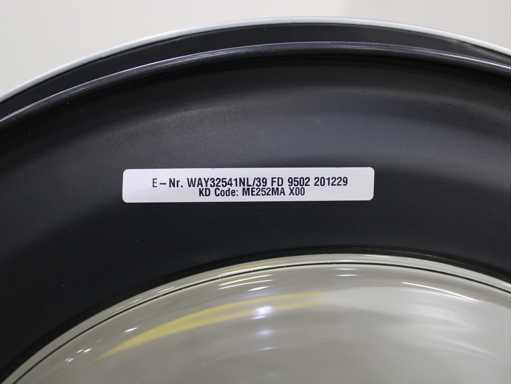 E-Nr. WAY32541NL/39 FD 9502 201229
KD Code: ME252MA X00